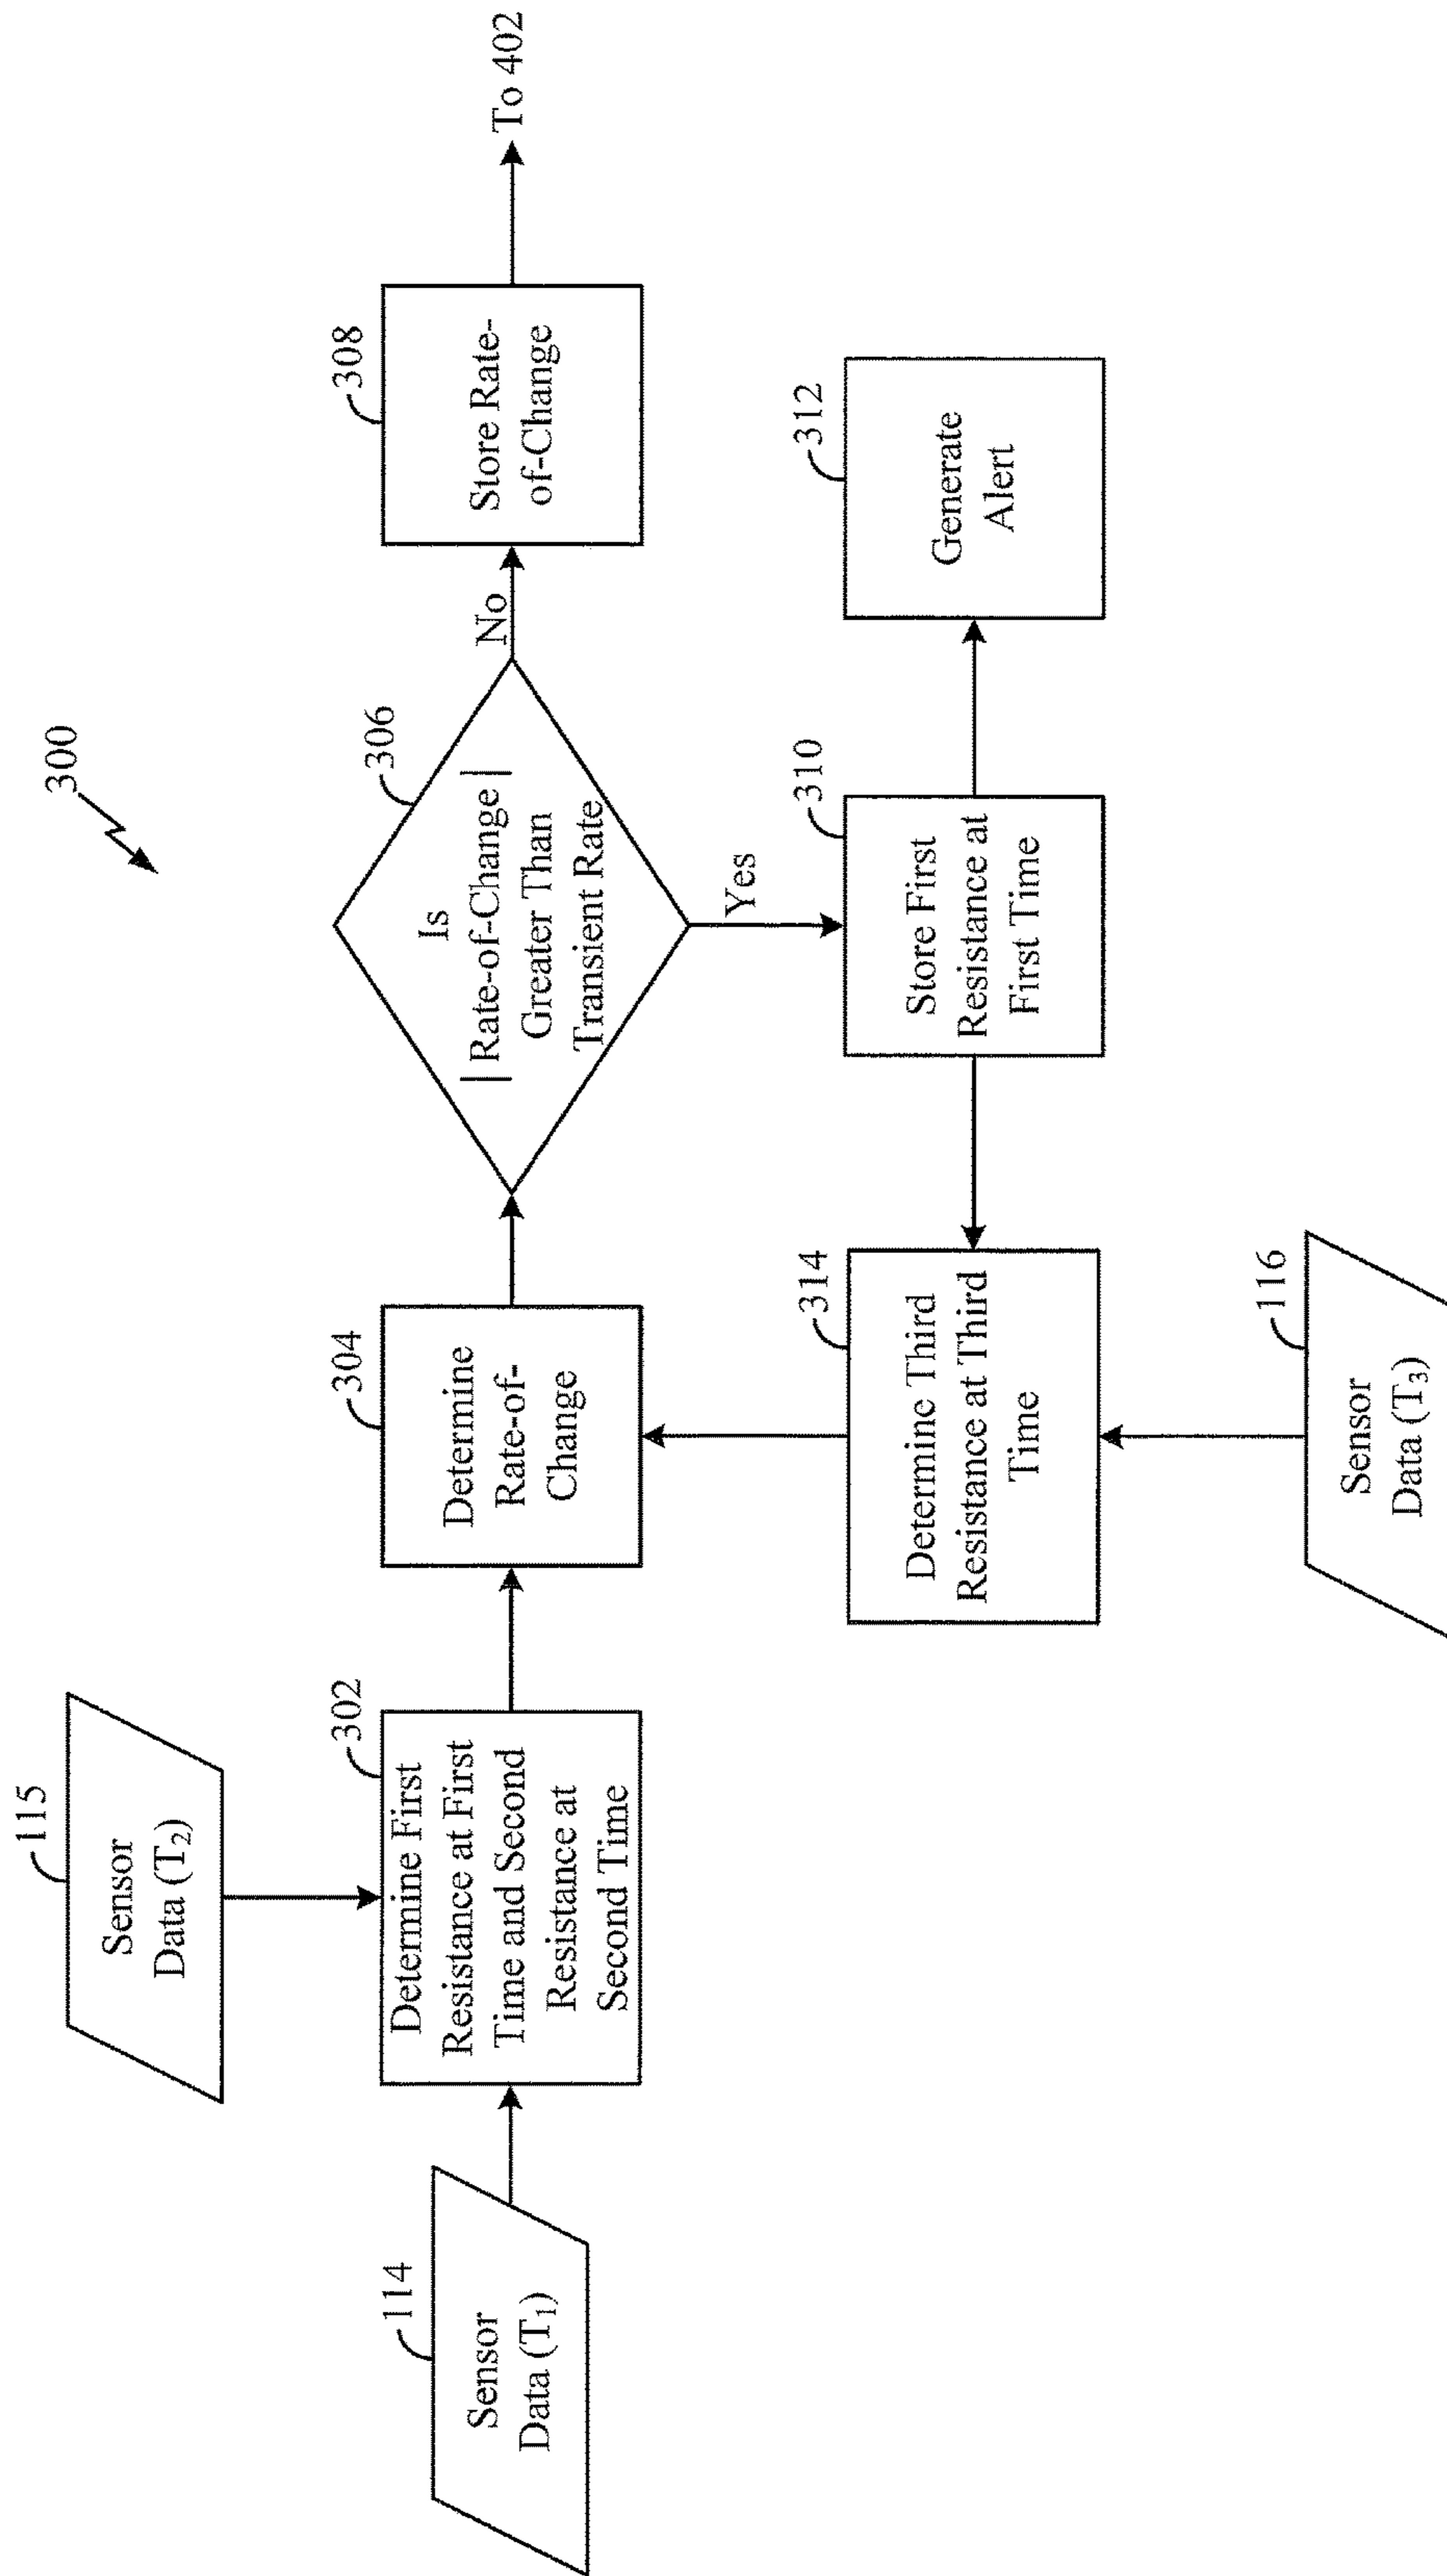 300
115
Sensor
Data (T₂)
114
Sensor
Data (T₁)
302
Determine First
Resistance at First
Time and Second
Resistance at
Second Time
304
Determine
Rate-of-
Change
306
Is
|Rate-of-Change|
Greater Than
Transient Rate
No
308
Store Rate-
of-Change
To 402
Yes
310
Store First
Resistance at
First Time
312
Generate
Alert
314
Determine Third
Resistance at Third
Time
116
Sensor
Data (T₃)